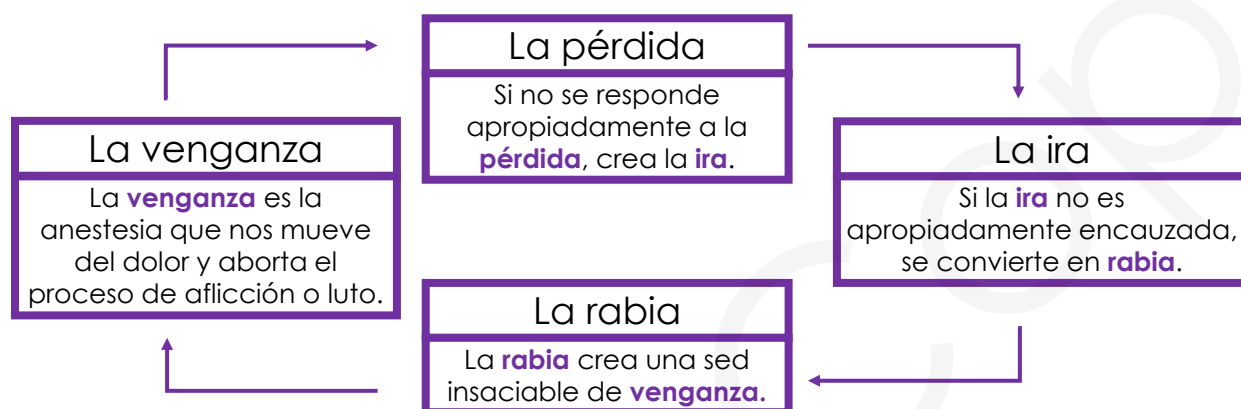 La pérdida
Si no se responde
apropiadamente a la
pérdida, crea la ira.
La ira
Si la ira no es
apropiadamente encauzada,
se convierte en rabia.
La rabia
La rabia crea una sed
insaciable de venganza.
La venganza
La venganza es la
anestesia que nos mueve
del dolor y aborta el
proceso de aflicción o luto.